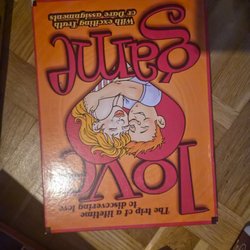 The trip of a lifetime
to discovering love
Love
Game
With exciting Truth
or Dare assignments